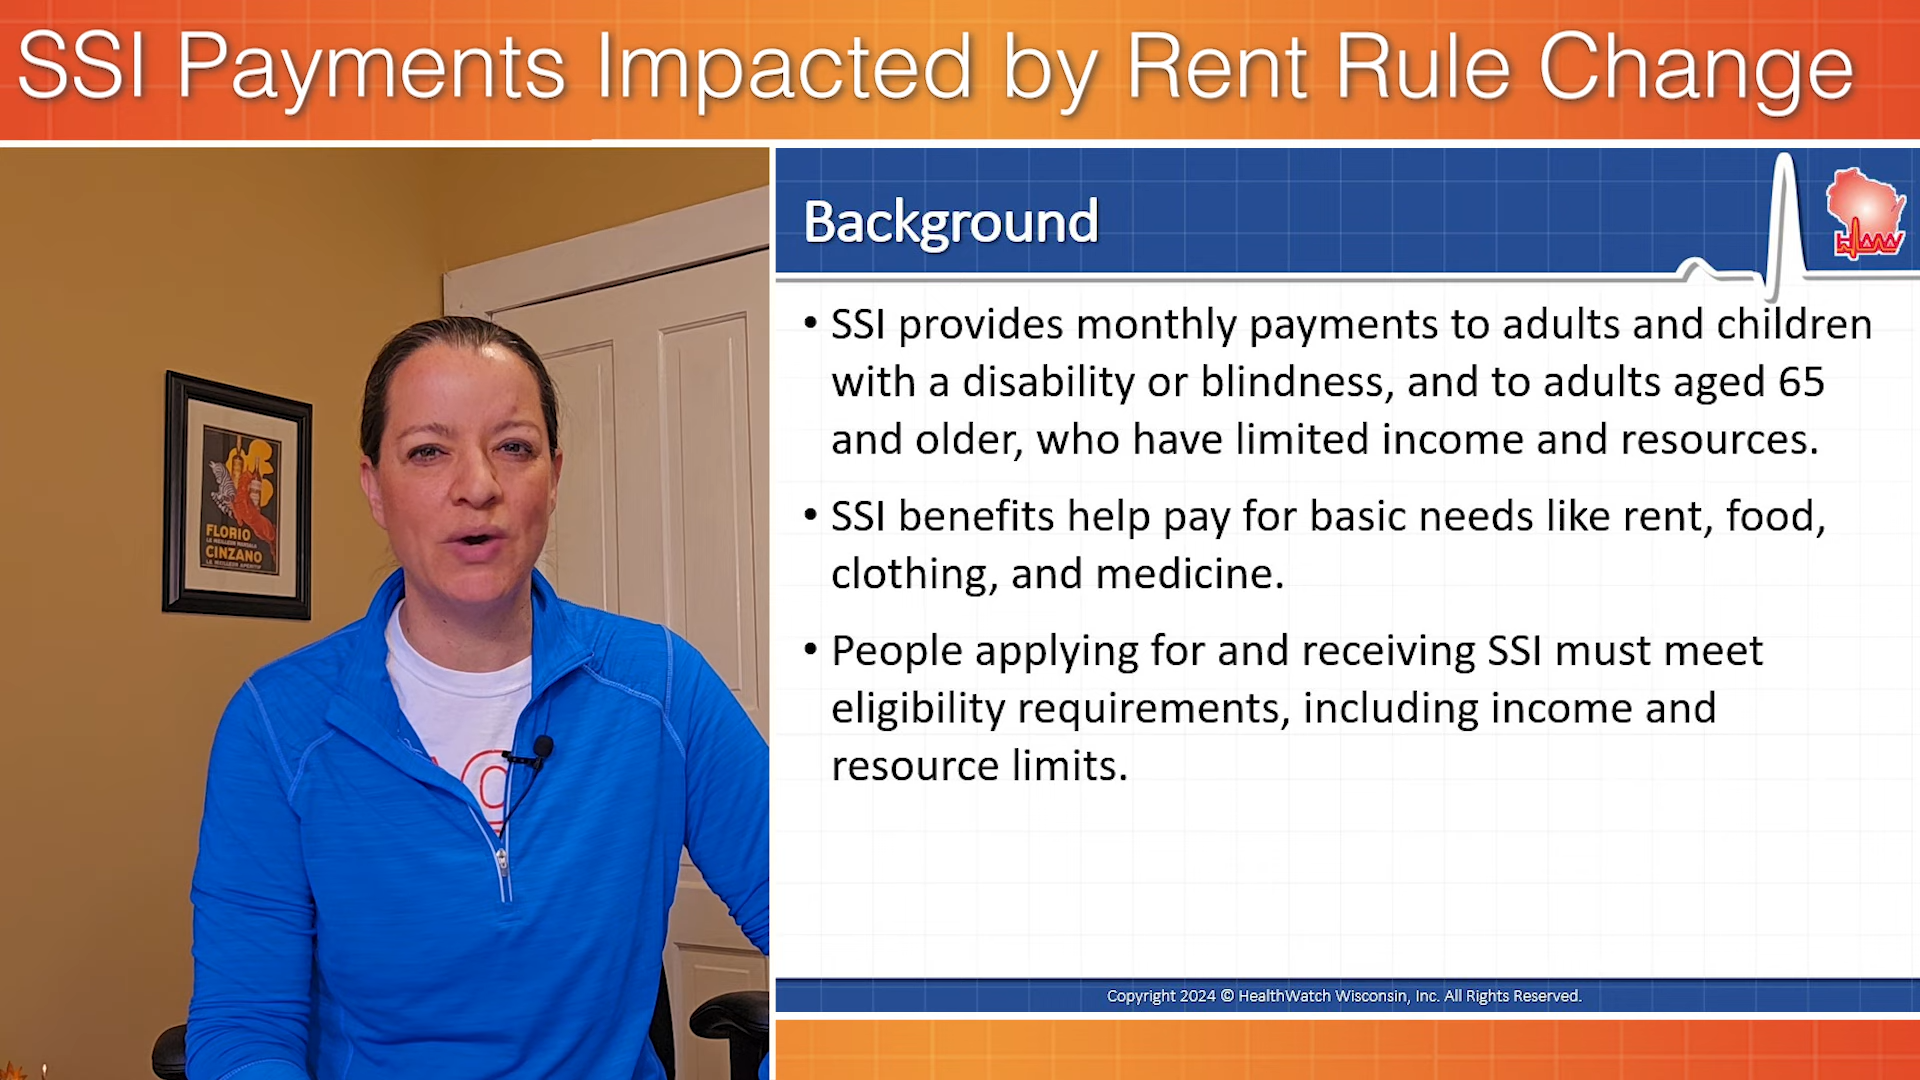 SSI Payments Impacted by Rent Rule Change
FLORIO
CINZANO
Background
• SSI provides monthly payments to adults and children
with a disability or blindness, and to adults aged 65
and older, who have limited income and resources.
• SSI benefits help pay for basic needs like rent, food,
clothing, and medicine.
• People applying for and receiving SSI must meet
eligibility requirements, including income and
resource limits.
Copyright 2024 © HealthWatch Wisconsin, Inc. All Rights Reserved.